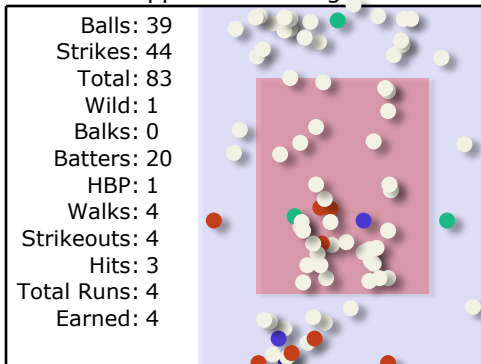 Balls: 39
Strikes: 44
Total: 83
Wild: 1
Balks: 0
Batters: 20
HBP: 1
Walks: 4
Strikeouts: 4
Hits: 3
Total Runs: 4
Earned: 4